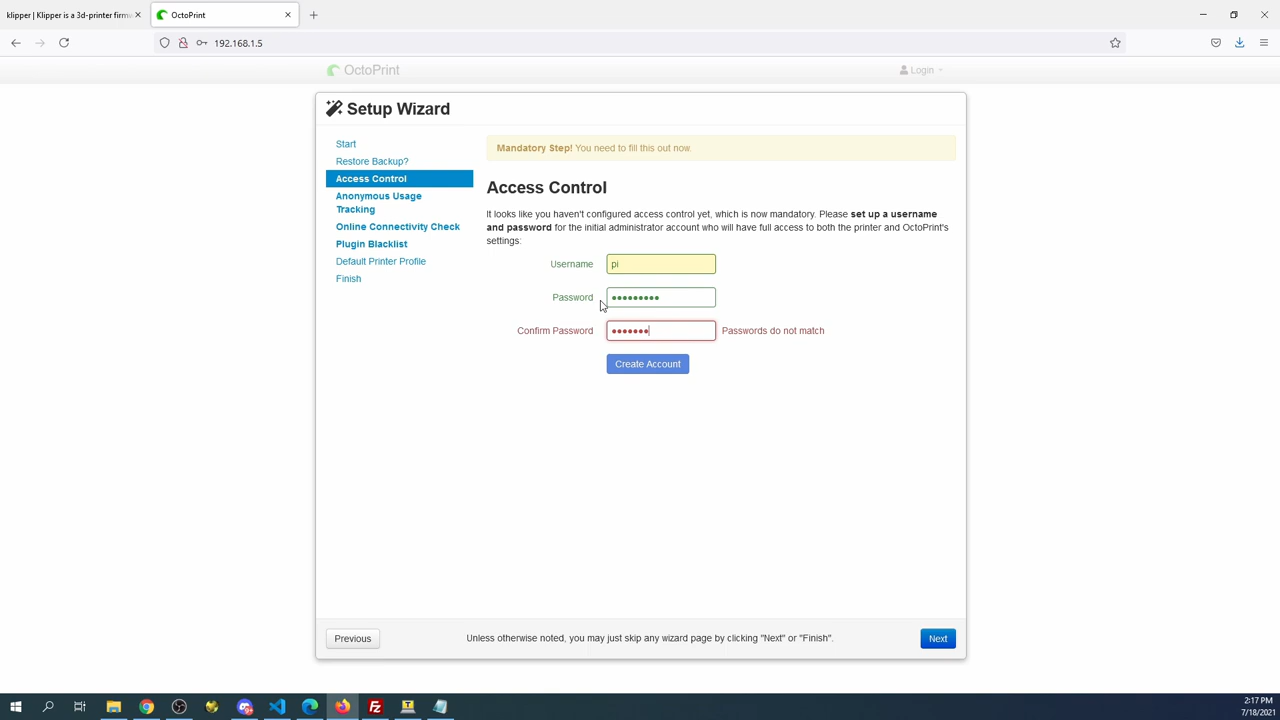 klipper | Klipper is a 3d-printer firmw
OctoPrint
192.168.1.5
OctoPrint
Login
Setup Wizard
Start
Restore Backup?
Access Control
Anonymous Usage
Tracking
Online Connectivity Check
Plugin Blacklist
Default Printer Profile
Finish
Mandatory Step! You need to fill this out now.
Access Control
It looks like you haven't configured access control yet, which is now mandatory. Please set up a username
and password for the initial administrator account who will have full access to both the printer and OctoPrint's
settings:
Username
pi
Password
●●●●●●●●●
Confirm Password
●●●●●●●
Passwords do not match
Create Account
Previous
Unless otherwise noted, you may just skip any wizard page by clicking "Next" or "Finish".
Next
2:17 PM
7/18/2021